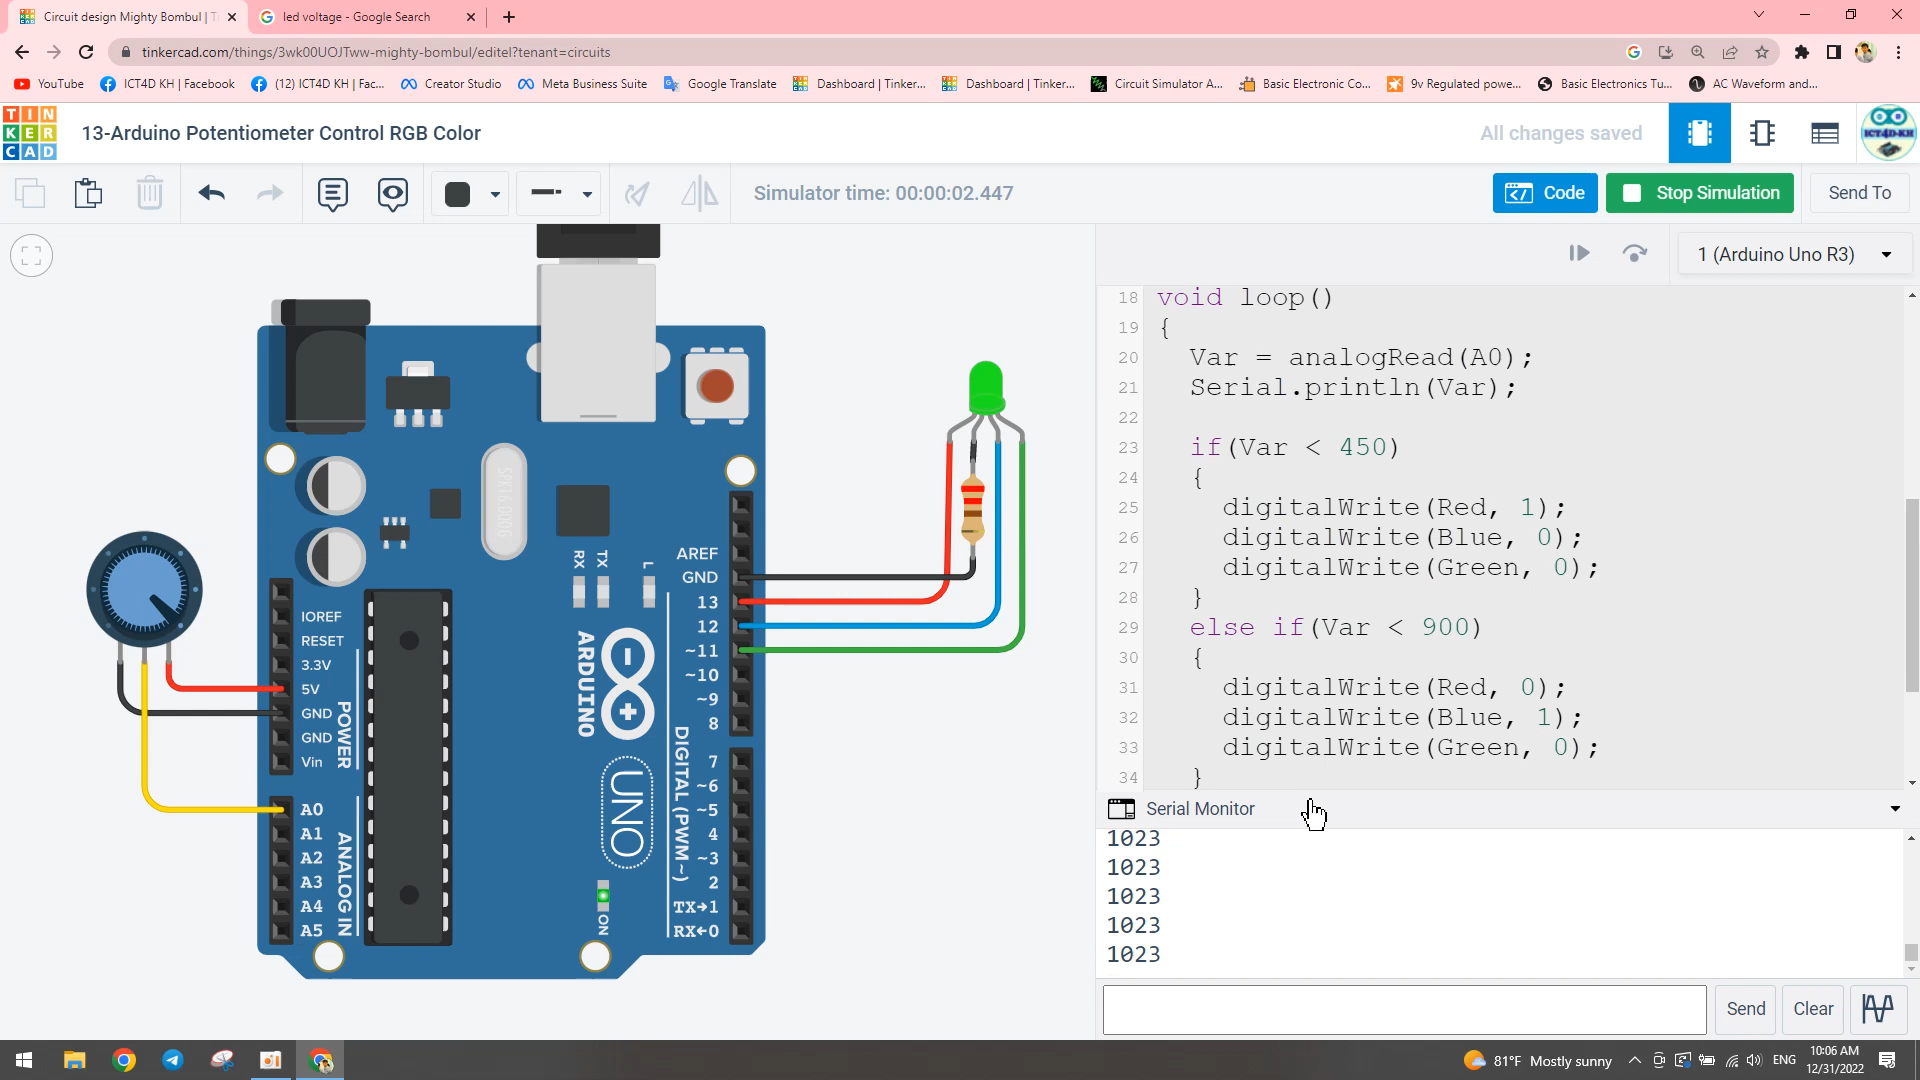 Circuit design Mighty Bombul | T
led voltage - Google Search
tinkercad.com/things/3wk00UOJTww-mighty-bombul/editel?tenant=circuits
YouTube
ICT4D KH | Facebook
(12) ICT4D KH | Fac...
Creator Studio
Meta Business Suite
Google Translate
Dashboard | Tinker...
Dashboard | Tinker...
Circuit Simulator A...
Basic Electronic Co...
9v Regulated powe...
Basic Electronics Tu...
AC Waveform and...
TIN
KER
CAD
13-Arduino Potentiometer Control RGB Color
All changes saved
ICT4D-KH
Simulator time: 00:00:02.447
Code
Stop Simulation
Send To
1 (Arduino Uno R3)
18 void loop()
19 {
20 Var = analogRead(A0);
21 Serial.println(Var);
22
23 if(Var < 450)
24 {
25 digitalWrite(Red, 1);
26 digitalWrite(Blue, 0);
27 digitalWrite(Green, 0);
28 }
29 else if(Var < 900)
30 {
31 digitalWrite(Red, 0);
32 digitalWrite(Blue, 1);
33 digitalWrite(Green, 0);
34 }
Serial Monitor
1023
1023
1023
1023
1023
Send
Clear
SPK16.000G
RX
TX
L
AREF
GND
13
12
~11
~10
~9
8
7
~6
~5
4
~3
2
TX→1
RX←0
DIGITAL (PWM~)
ARDUINO
UNO
ON
IOREF
RESET
3.3V
5V
GND
GND
Vin
POWER
A0
A1
A2
A3
A4
A5
ANALOG IN
81°F Mostly sunny
ENG
10:06 AM
12/31/2022